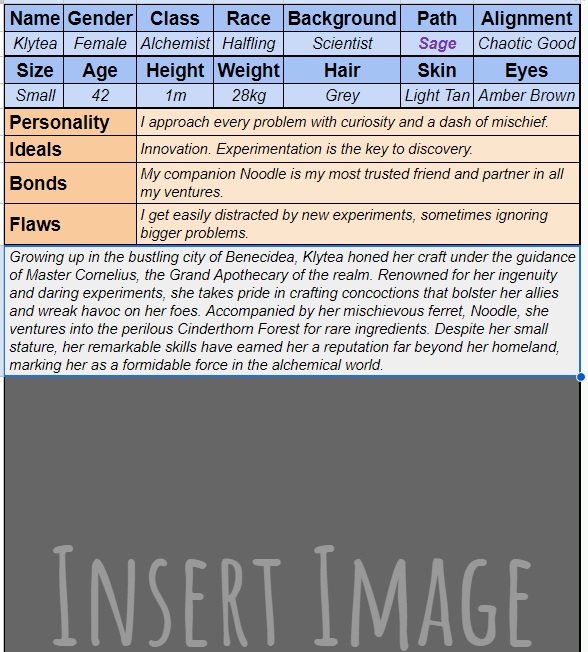 Name Gender Class Race Background Path Alignment
Klytea Female Alchemist Halfling Scientist Sage Chaotic Good
Size Age Height Weight Hair Skin Eyes
Small 42 1m 28kg Grey Light Tan Amber Brown
Personality I approach every problem with curiosity and a dash of mischief.
Ideals Innovation. Experimentation is the key to discovery.
Bonds My companion Noodle is my most trusted friend and partner in all
my ventures.
Flaws I get easily distracted by new experiments, sometimes ignoring
bigger problems.
Growing up in the bustling city of Benecidea, Klytea honed her craft under the guidance
of Master Cornelius, the Grand Apothecary of the realm. Renowned for her ingenuity
and daring experiments, she takes pride in crafting concoctions that bolster her allies
and wreak havoc on her foes. Accompanied by her mischievous ferret, Noodle, she
ventures into the perilous Cinderthorn Forest for rare ingredients. Despite her small
stature, her remarkable skills have earned her a reputation far beyond her homeland,
marking her as a formidable force in the alchemical world.
INSERT IMAGE